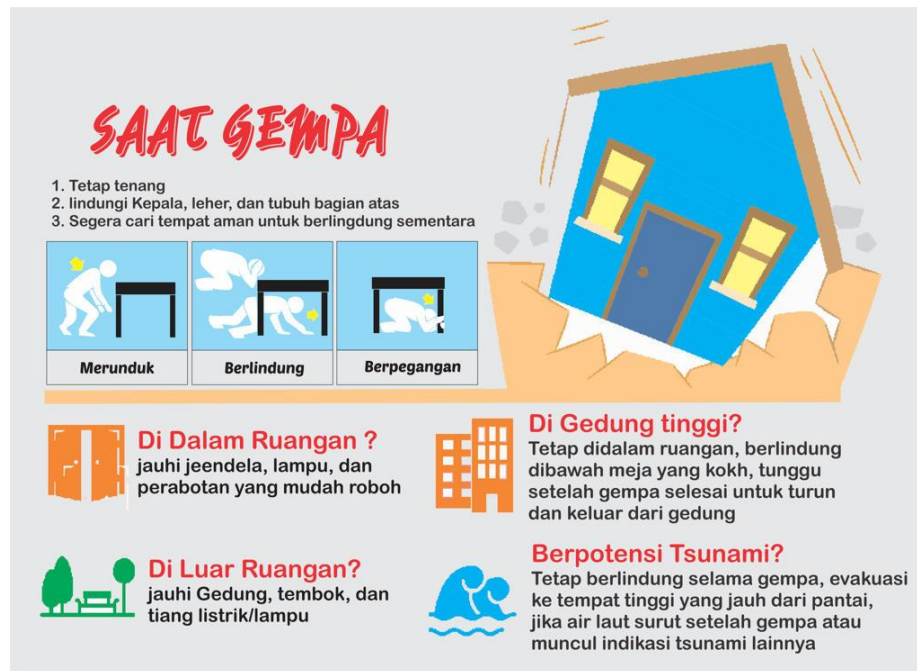 SAAT GEMPA
1. Tetap tenang
2. lindungi Kepala, leher, dan tubuh bagian atas
3. Segera cari tempat aman untuk berlingdung sementara
Merunduk
Berlindung
Berpegangan
Di Dalam Ruangan ?
jauhi jeendela, lampu, dan
perabotan yang mudah roboh
Di Gedung tinggi?
Tetap didalam ruangan, berlindung
dibawah meja yang kokh, tunggu
setelah gempa selesai untuk turun
dan keluar dari gedung
Di Luar Ruangan?
jauhi Gedung, tembok, dan
tiang listrik/lampu
Berpotensi Tsunami?
Tetap berlindung selama gempa, evakuasi
ke tempat tinggi yang jauh dari pantai,
jika air laut surut setelah gempa atau
muncul indikasi tsunami lainnya